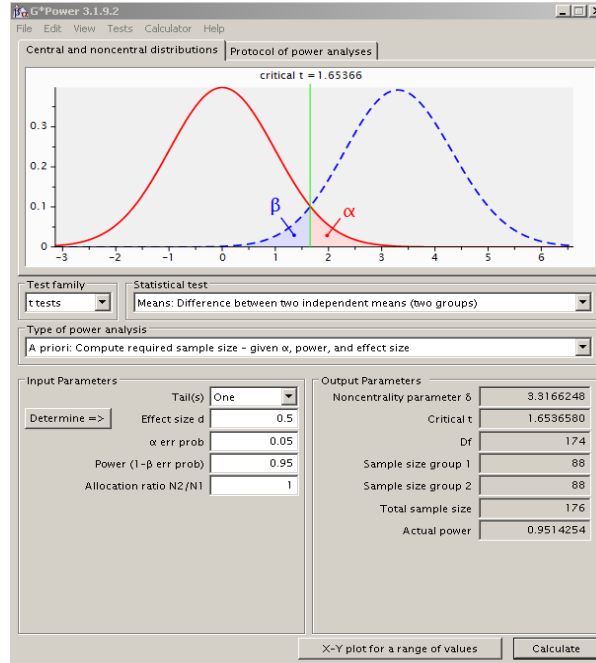 G*Power 3.1.9.2
File Edit View Tests Calculator Help
Central and noncentral distributions Protocol of power analyses
critical t = 1.65366
0.3
0.2
0.1
0
β α
-3 -2 -1 0 1 2 3 4 5 6
Test family Statistical test
t tests Means: Difference between two independent means (two groups)
Type of power analysis
A priori: Compute required sample size - given α, power, and effect size
Input Parameters Output Parameters
Tail(s) One Noncentrality parameter δ 3.3166248
Determine => Effect size d 0.5 Critical t 1.6536580
α err prob 0.05 Df 174
Power (1-β err prob) 0.95 Sample size group 1 88
Allocation ratio N2/N1 1 Sample size group 2 88
Total sample size 176
Actual power 0.9514254
X-Y plot for a range of values Calculate